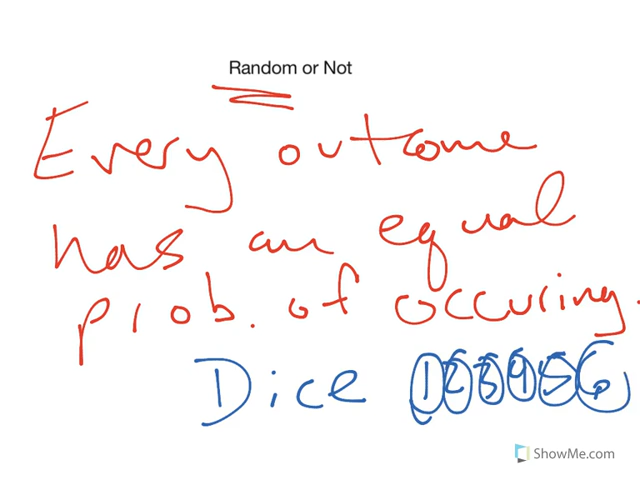 Random or Not
Every outcome
has an equal
prob. of occuring.
Dice 1 2 3 4 5 6
ShowMe.com